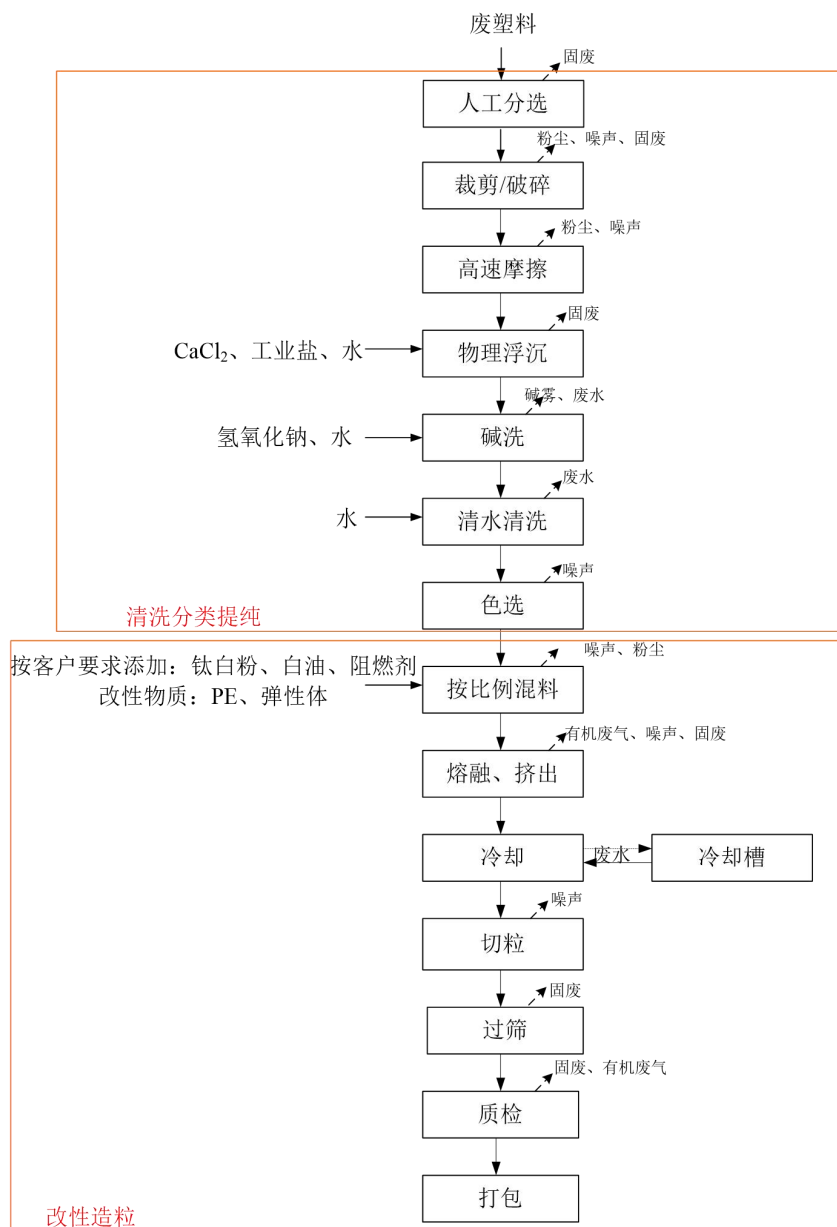 废塑料
固废
人工分选
粉尘、噪声、固废
裁剪/破碎
粉尘、噪声
高速摩擦
固废
CaCl₂、工业盐、水
物理浮沉
碱雾、废水
氢氧化钠、水
碱洗
废水
水
清水清洗
噪声
色选
清洗分类提纯
噪声、粉尘
按客户要求添加：钛白粉、白油、阻燃剂
改性物质：PE、弹性体
按比例混料
有机废气、噪声、固废
熔融、挤出
冷却
废水
冷却槽
噪声
切粒
固废
过筛
固废、有机废气
质检
打包
改性造粒